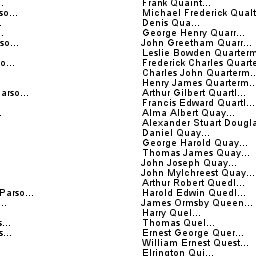 Frank Quaint...
so... Michael Frederick Qualt
Denis Qua...
George Henry Quarr...
so... John Greetham Quarr...
Leslie Bowden Quarterm
o... Frederick Charles Quarte
Charles John Quarterm...
Henry James Quarterm...
arso... Arthur Gilbert Quartl...
Francis Edward Quartl...
Alma Albert Quay...
Alexander Stuart Dougla
Daniel Quay...
George Harold Quay...
Thomas James Quay...
John Joseph Quay...
John Mylchreest Quay...
Arthur Robert Quedl...
Parso... Harold Edwin Quedl...
... James Ormsby Queen...
Harry Quel...
s... Thomas Quel...
s... Ernest George Quer...
William Ernest Quest...
Elrington Qui...